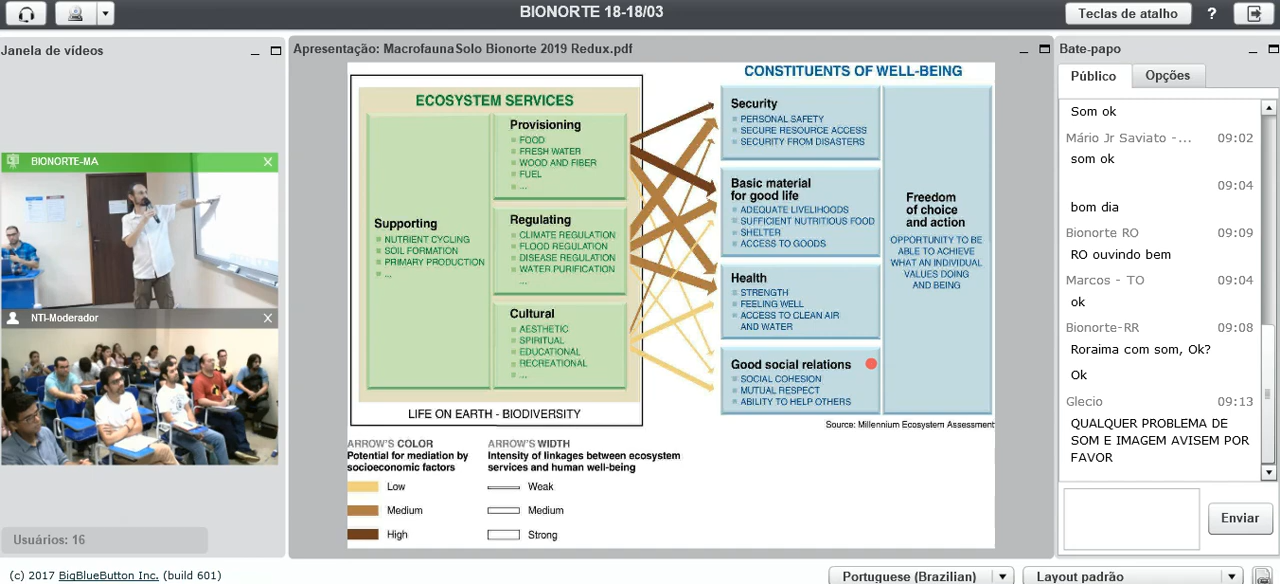 BIONORTE 18-18/03
Teclas de atalho
?
Janela de vídeos
BIONORTE-MA
NTI-Moderador
Usuários: 16
Apresentação: MacrofaunaSolo Bionorte 2019 Redux.pdf
ECOSYSTEM SERVICES
Supporting
NUTRIENT CYCLING
SOIL FORMATION
PRIMARY PRODUCTION
...
Provisioning
FOOD
FRESH WATER
WOOD AND FIBER
FUEL
...
Regulating
CLIMATE REGULATION
FLOOD REGULATION
DISEASE REGULATION
WATER PURIFICATION
...
Cultural
AESTHETIC
SPIRITUAL
EDUCATIONAL
RECREATIONAL
...
LIFE ON EARTH - BIODIVERSITY
CONSTITUENTS OF WELL-BEING
Security
PERSONAL SAFETY
SECURE RESOURCE ACCESS
SECURITY FROM DISASTERS
Basic material
for good life
ADEQUATE LIVELIHOODS
SUFFICIENT NUTRITIOUS FOOD
SHELTER
ACCESS TO GOODS
Health
STRENGTH
FEELING WELL
ACCESS TO CLEAN AIR
AND WATER
Good social relations
SOCIAL COHESION
MUTUAL RESPECT
ABILITY TO HELP OTHERS
Freedom
of choice
and action
OPPORTUNITY TO BE
ABLE TO ACHIEVE
WHAT AN INDIVIDUAL
VALUES DOING
AND BEING
Source: Millennium Ecosystem Assessment
ARROW'S COLOR
Potential for mediation by
socioeconomic factors
Low
Medium
High
ARROW'S WIDTH
Intensity of linkages between ecosystem
services and human well-being
Weak
Medium
Strong
Bate-papo
Público
Opções
Som ok
Mário Jr Saviato -... 09:02
som ok
09:04
bom dia
Bionorte RO 09:09
RO ouvindo bem
Marcos - TO 09:04
ok
Bionorte-RR 09:08
Roraima com som, Ok?
Ok
Glecio 09:13
QUALQUER PROBLEMA DE
SOM E IMAGEM AVISEM POR
FAVOR
Enviar
(c) 2017 BigBlueButton Inc. (build 601)
Portuguese (Brazilian)
Layout padrão